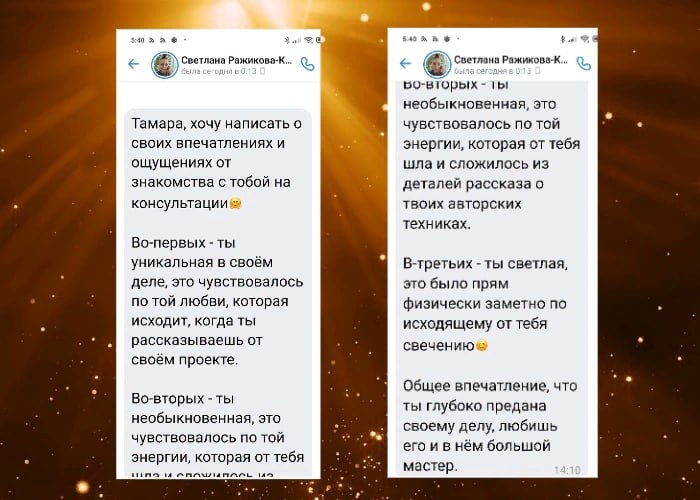 5:40
Светлана Ражикова-К...
была сегодня в 0:13
Тамара, хочу написать о
своих впечатлениях и
ощущениях от
знакомства с тобой на
консультации🤗
Во-первых - ты
уникальная в своём
деле, это чувствовалось
по той любви, которая
исходит, когда ты
рассказываешь от
своём проекте.
Во-вторых - ты
необыкновенная, это
чувствовалось по той
энергии, которая от тебя
шла и сложилось из
5:40
Светлана Ражикова-К...
была сегодня в 0:13
Во-вторых - ты
необыкновенная, это
чувствовалось по той
энергии, которая от тебя
шла и сложилось из
деталей рассказа о
твоих авторских
техниках.
В-третьих - ты светлая,
это было прям
физически заметно по
исходящему от тебя
свечению😊
Общее впечатление, что
ты глубоко предана
своему делу, любишь
его и в нём большой
мастер.
14:10